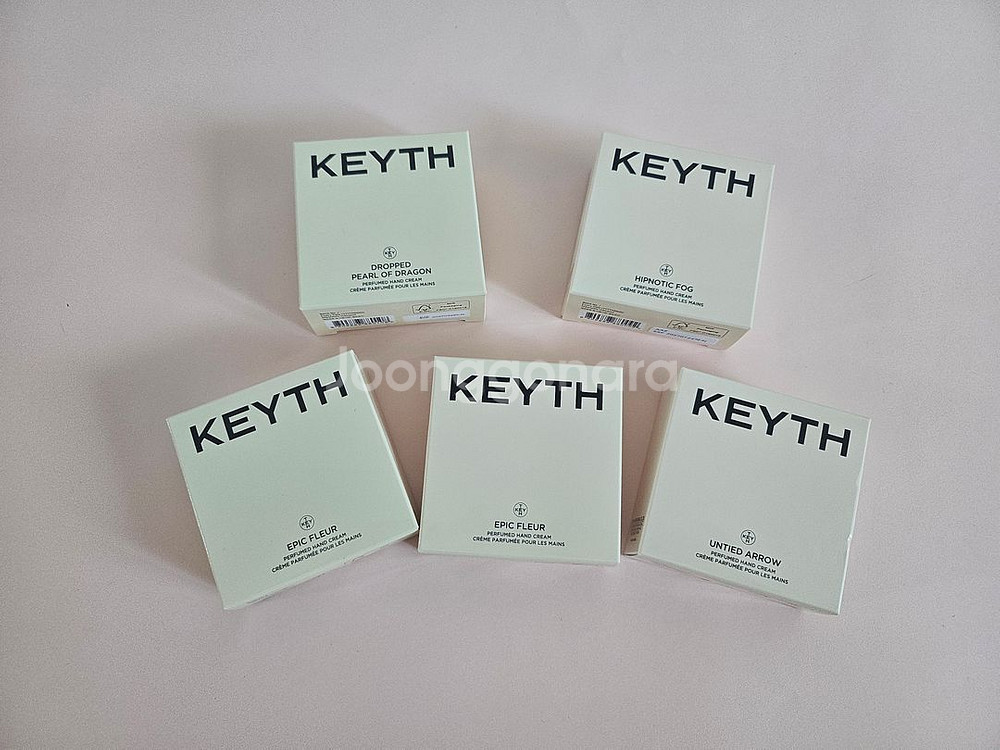 KEYTH
DROPPED
PEARL OF DRAGON
PERFUMED HAND CREAM
CRÈME PARFUMÉE POUR LES MAINS
KEYTH
HIPNOTIC FOG
PERFUMED HAND CREAM
CRÈME PARFUMÉE POUR LES MAINS
joonggonara
KEYTH
EPIC FLEUR
PERFUMED HAND CREAM
CRÈME PARFUMÉE POUR LES MAINS
KEYTH
EPIC FLEUR
PERFUMED HAND CREAM
CRÈME PARFUMÉE POUR LES MAINS
KEYTH
UNTIED ARROW
PERFUMED HAND CREAM
CRÈME PARFUMÉE POUR LES MAINS